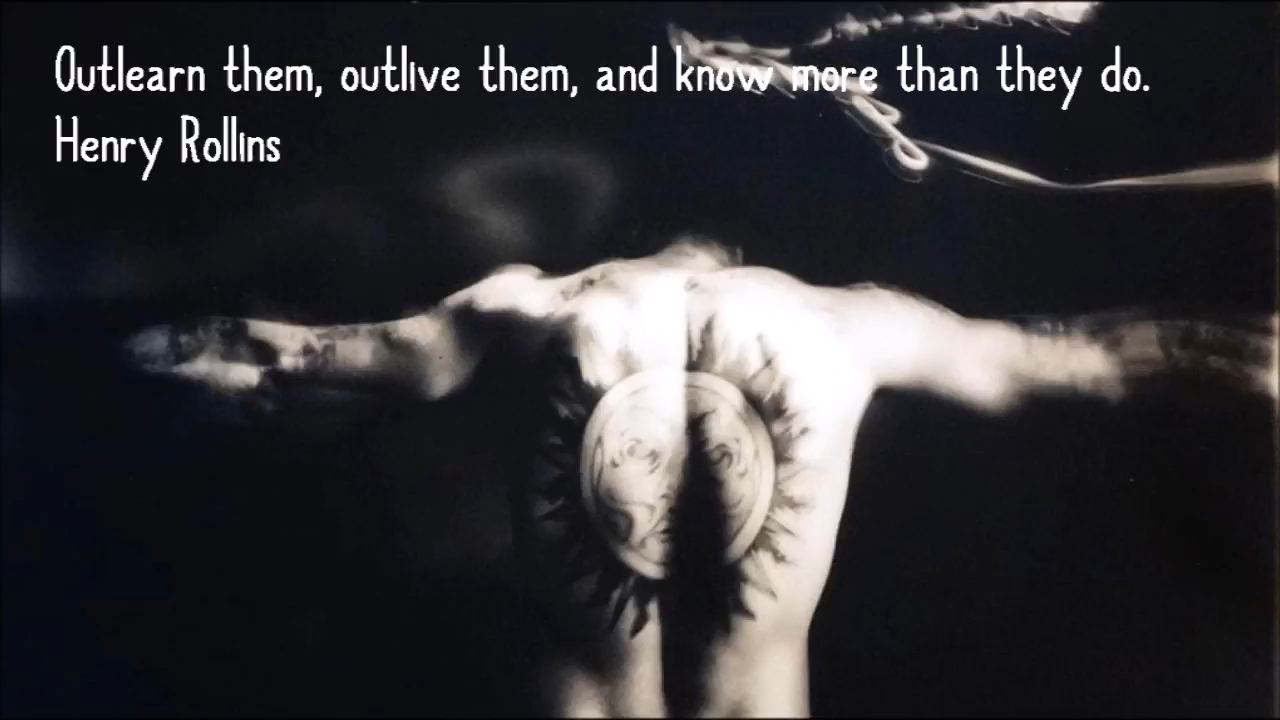 Outlearn them, outlive them, and know more than they do.
Henry Rollins